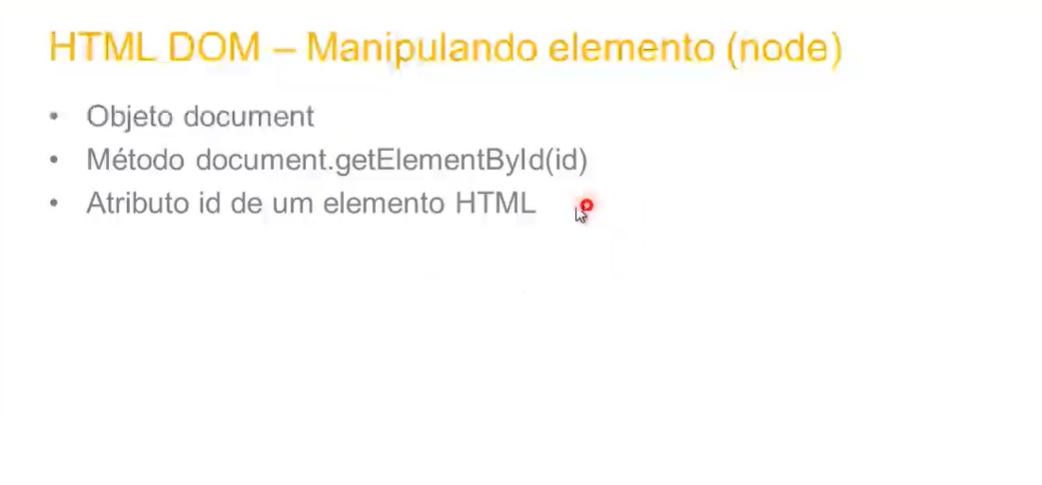 HTML DOM – Manipulando elemento (node)
• Objeto document
• Método document.getElementById(id)
• Atributo id de um elemento HTML